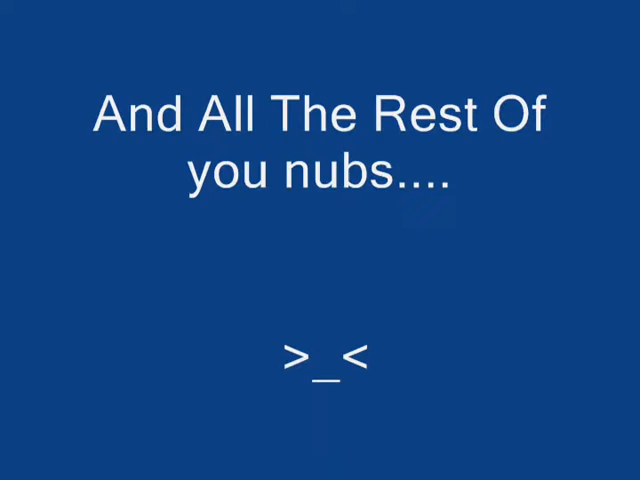 And All The Rest Of
you nubs....
>_<